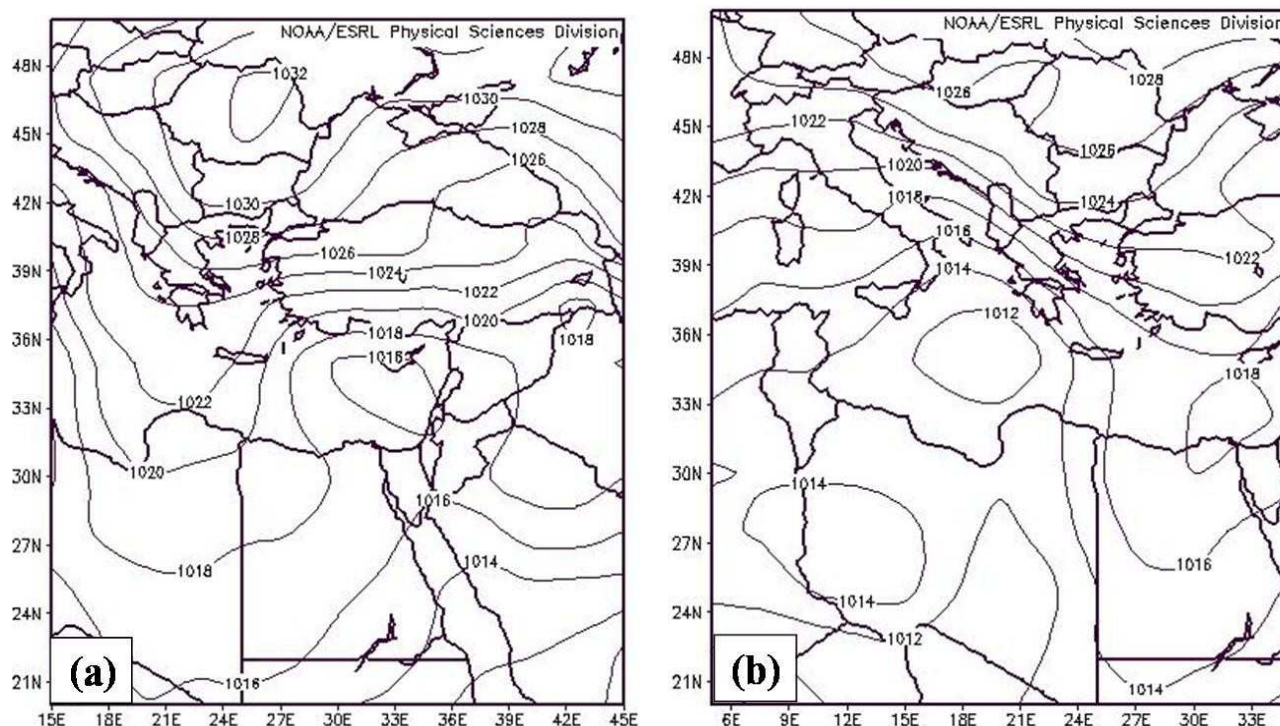 NOAA/ESRL Physical Sciences Division
48N
45N
42N
39N
36N
33N
30N
27N
24N
21N
1032
1030
1028
1026
1030
1028
1026
1024
1022
1020
1018
1018
1016
1022
1020
1018
1016
1014
1016
(a)
15E 18E 21E 24E 27E 30E 33E 36E 39E 42E 45E
NOAA/ESRL Physical Sciences Division
48N
45N
42N
39N
36N
33N
30N
27N
24N
21N
1028
1026
1022
1026
1020
1018
1024
1016
1022
1014
1012
1018
1014
1016
1014
1012
1014
(b)
6E 9E 12E 15E 18E 21E 24E 27E 30E 33E